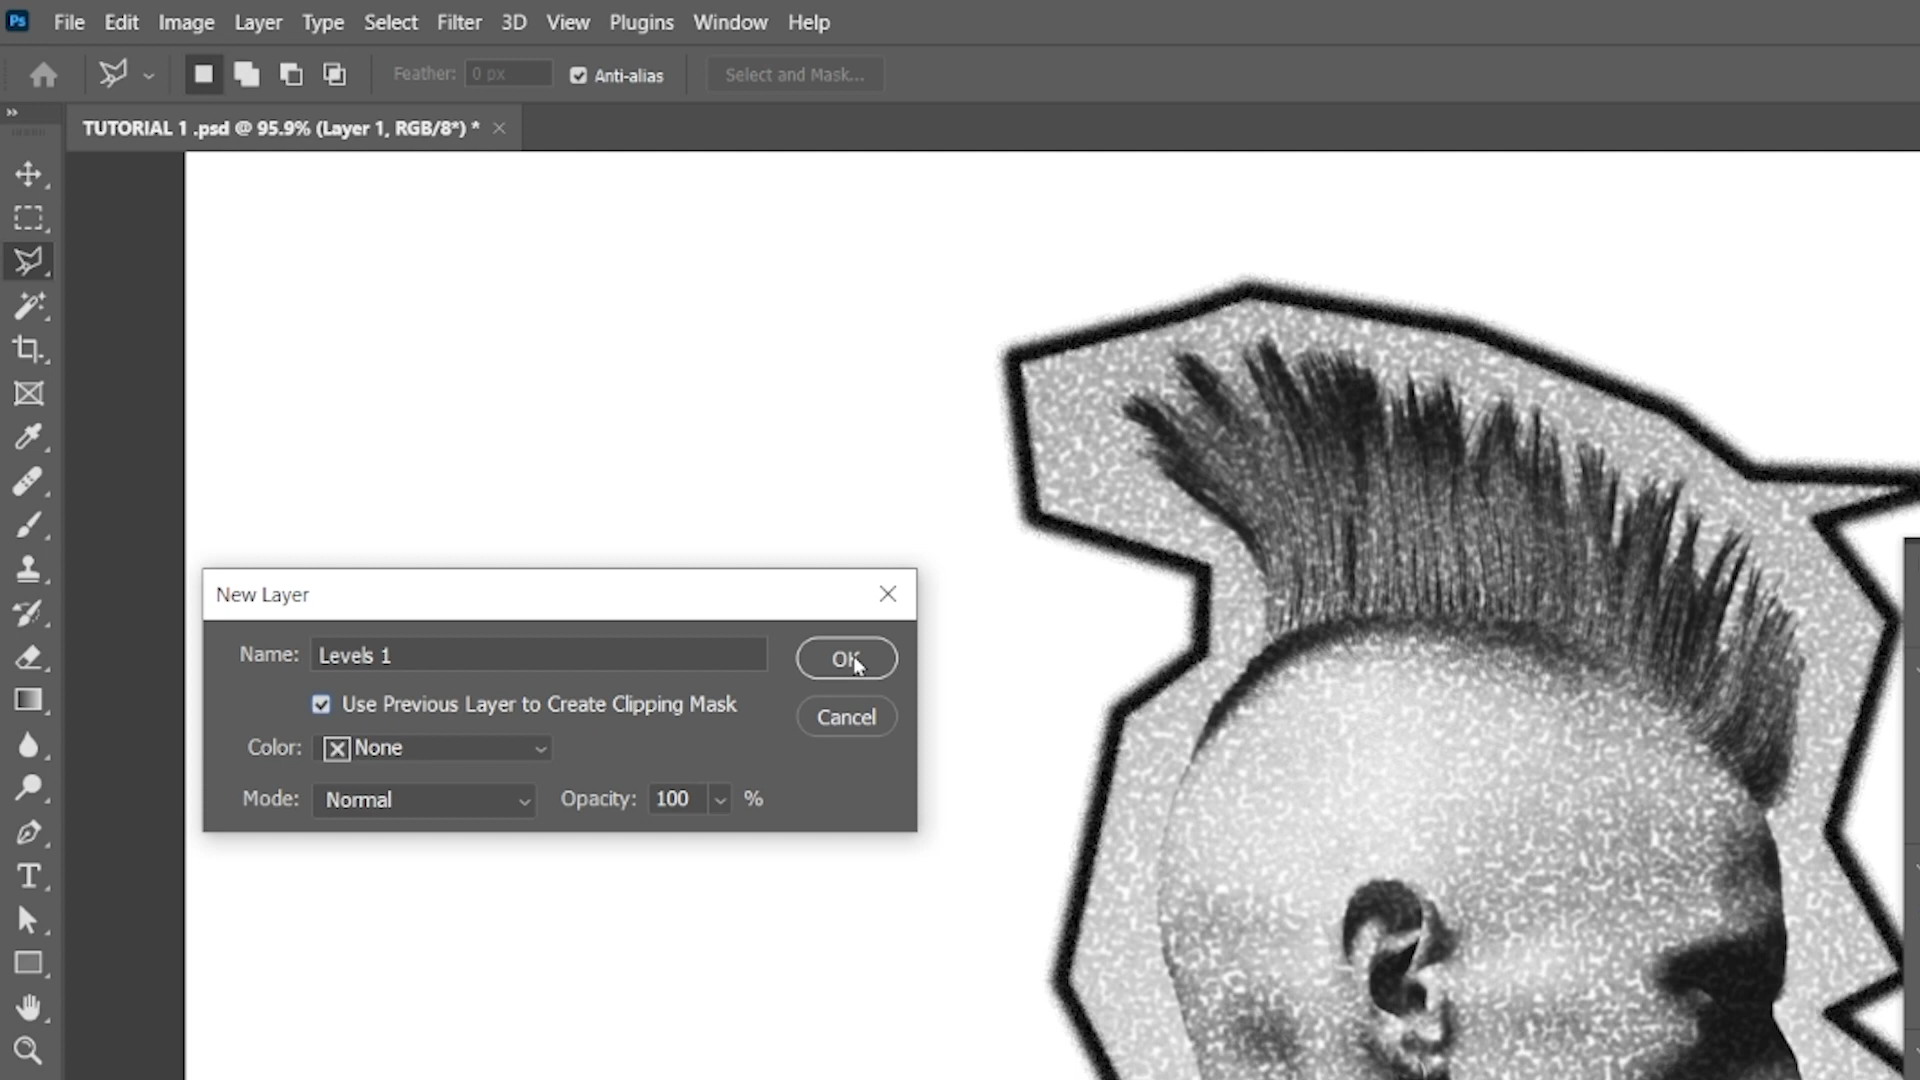 Ps File Edit Image Layer Type Select Filter 3D View Plugins Window Help
Feather: 0 px Anti-alias Select and Mask...
TUTORIAL 1 .psd @ 95.9% (Layer 1, RGB/8*) *
New Layer
Name: Levels 1 OK
Use Previous Layer to Create Clipping Mask
Cancel
Color: None
Mode: Normal Opacity: 100 %
T